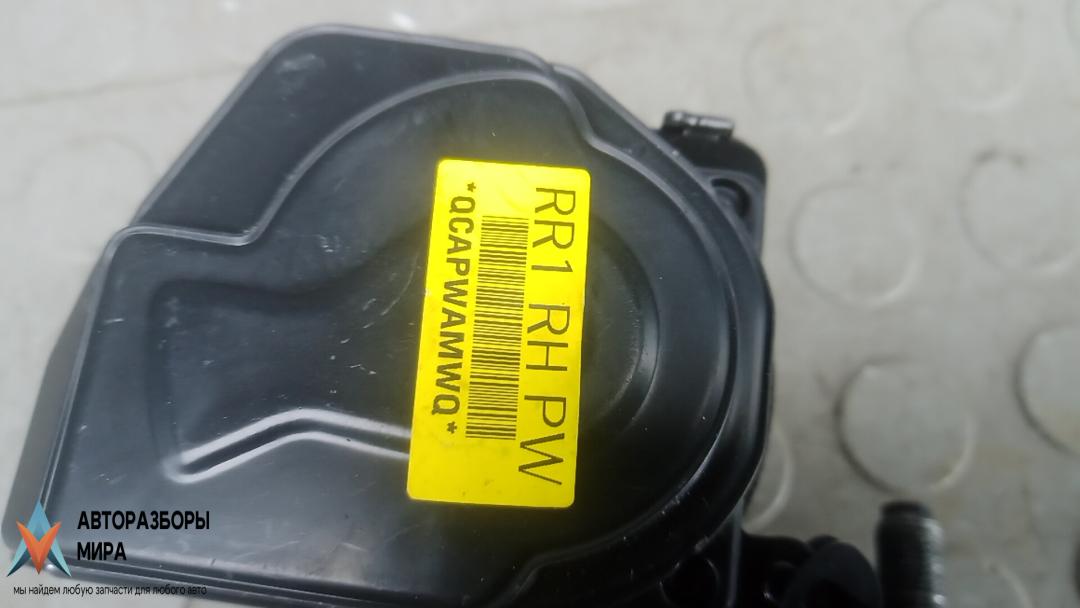 RR1 RH PW
*QCAPWAMWQ*
АВТОРАЗБОРЫ
МИРА
мы найдем любую запчасти для любого авто